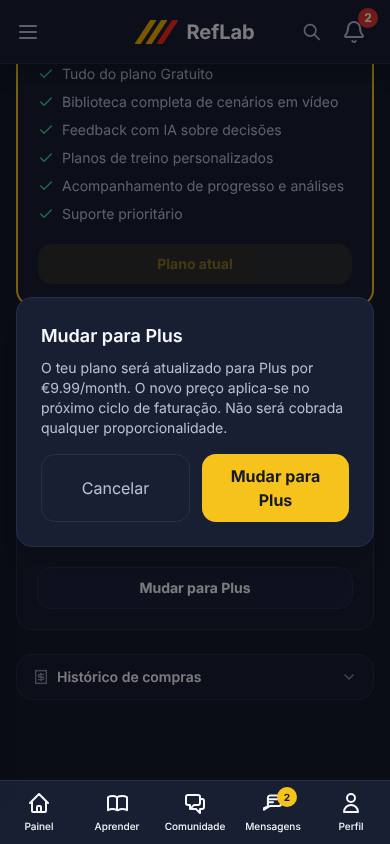 RefLab
2
Tudo do plano Gratuito
Biblioteca completa de cenários em vídeo
Feedback com IA sobre decisões
Planos de treino personalizados
Acompanhamento de progresso e análises
Suporte prioritário
Plano atual
Mudar para Plus
O teu plano será atualizado para Plus por
€9.99/month. O novo preço aplica-se no
próximo ciclo de faturação. Não será cobrada
qualquer proporcionalidade.
Cancelar
Mudar para
Plus
Mudar para Plus
Histórico de compras
2
Painel
Aprender
Comunidade
Mensagens
Perfil